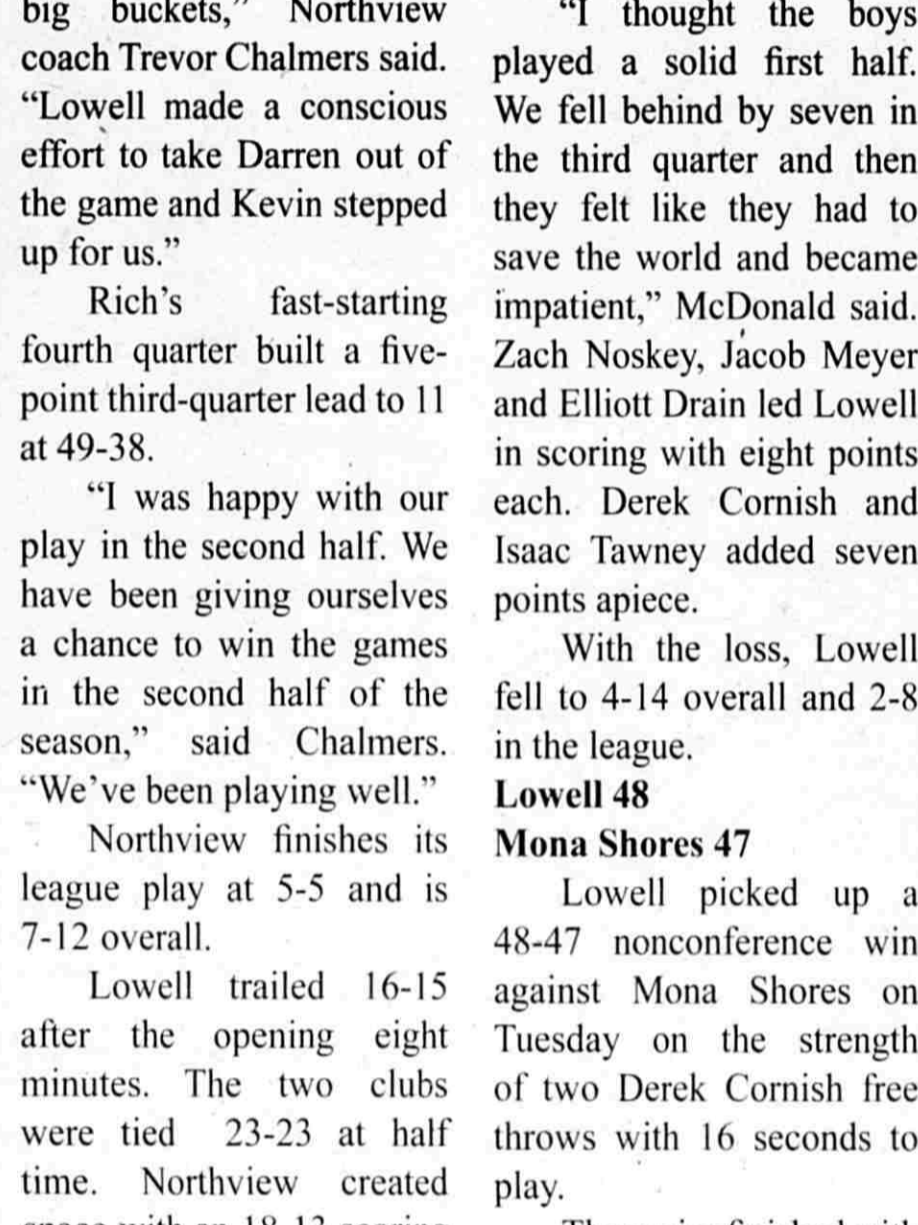 big buckets," Northview
coach Trevor Chalmers said.
“Lowell made a conscious
effort to take Darren out of
the game and Kevin stepped
up for us.”
Rich’s fast-starting
fourth quarter built a five-
point third-quarter lead to 11
at 49-38.
“I was happy with our
play in the second half. We
have been giving ourselves
a chance to win the games
in the second half of the
season,” said Chalmers.
“We’ve been playing well.”
Northview finishes its
league play at 5-5 and is
7-12 overall.
Lowell trailed 16-15
after the opening eight
minutes. The two clubs
were tied 23-23 at half
time. Northview created
“I thought the boys
played a solid first half.
We fell behind by seven in
the third quarter and then
they felt like they had to
save the world and became
impatient,” McDonald said.
Zach Noskey, Jacob Meyer
and Elliott Drain led Lowell
in scoring with eight points
each. Derek Cornish and
Isaac Tawney added seven
points apiece.
With the loss, Lowell
fell to 4-14 overall and 2-8
in the league.
Lowell 48
Mona Shores 47
Lowell picked up a
48-47 nonconference win
against Mona Shores on
Tuesday on the strength
of two Derek Cornish free
throws with 16 seconds to
play.